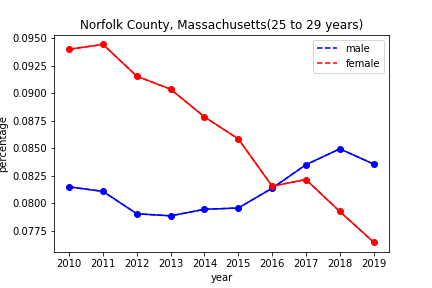 Norfolk County, Massachusetts(25 to 29 years)
male
female
0.0950
0.0925
0.0900
0.0875
0.0850
0.0825
0.0800
0.0775
percentage
2010 2011 2012 2013 2014 2015 2016 2017 2018 2019
year